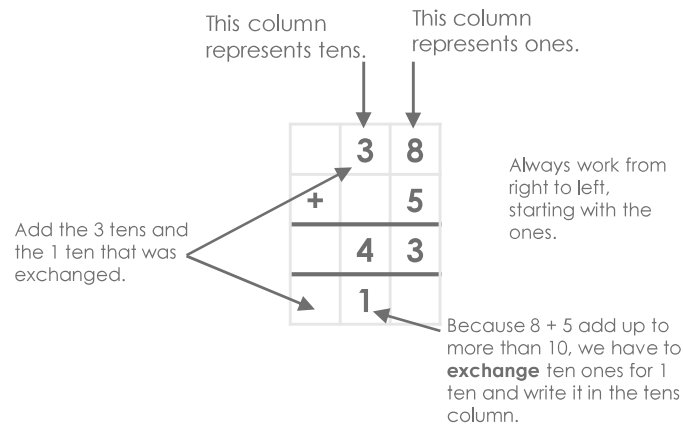 This column
represents tens.
This column
represents ones.
3 8
+ 5
4 3
1
Always work from
right to left,
starting with the
ones.
Add the 3 tens and
the 1 ten that was
exchanged.
Because 8 + 5 add up to
more than 10, we have to
exchange ten ones for 1
ten and write it in the tens
column.